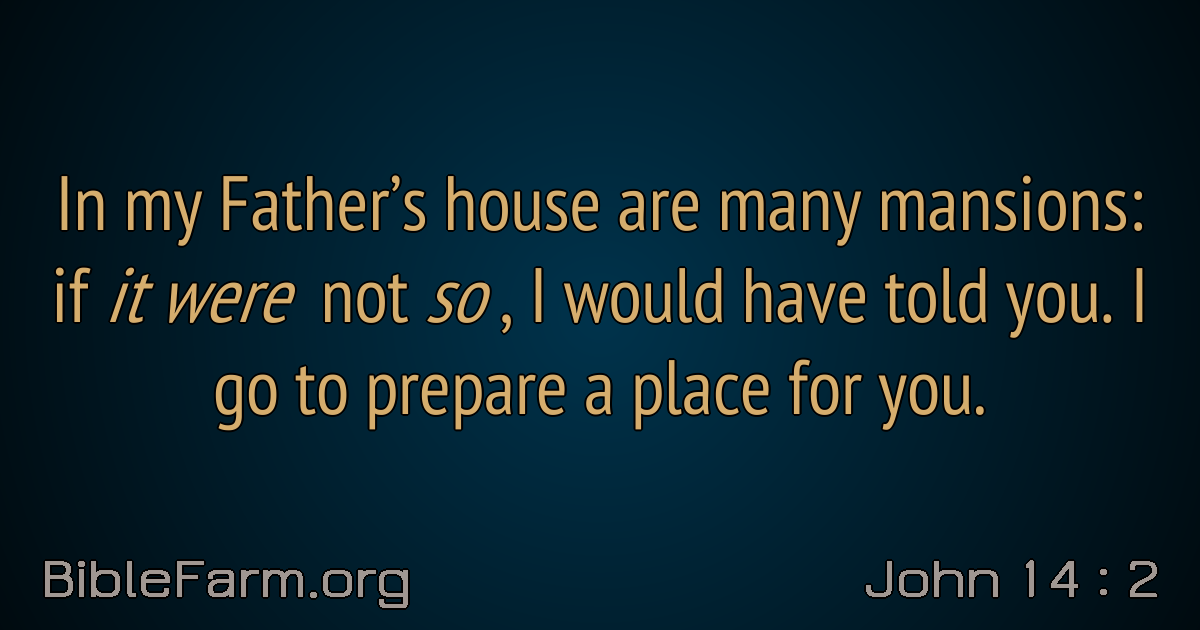 In my Father’s house are many mansions:
if it were not so , I would have told you. I
go to prepare a place for you.
BibleFarm.org
John 14 : 2